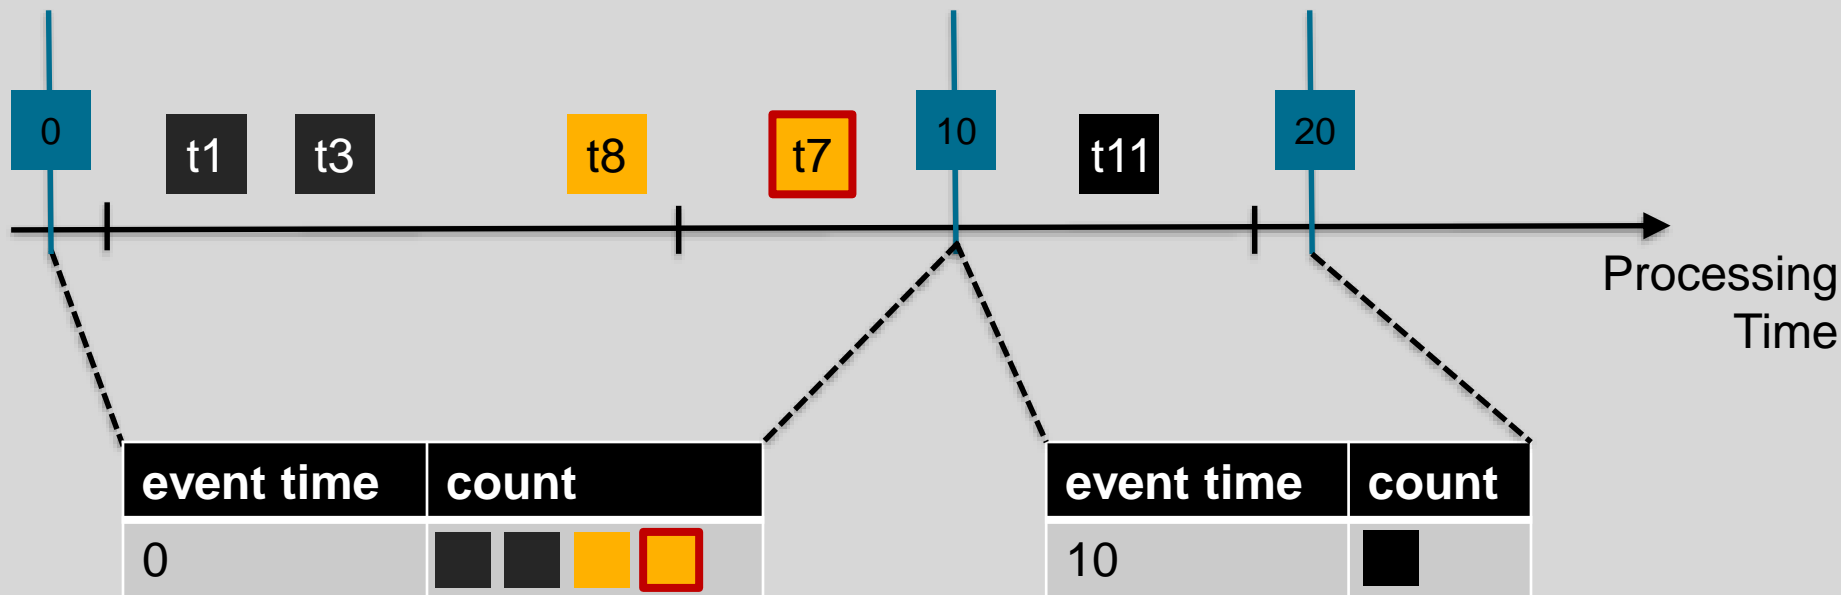 0
t1
t3
t8
t7
10
t11
20
Processing
Time
event time count
0
event time count
10